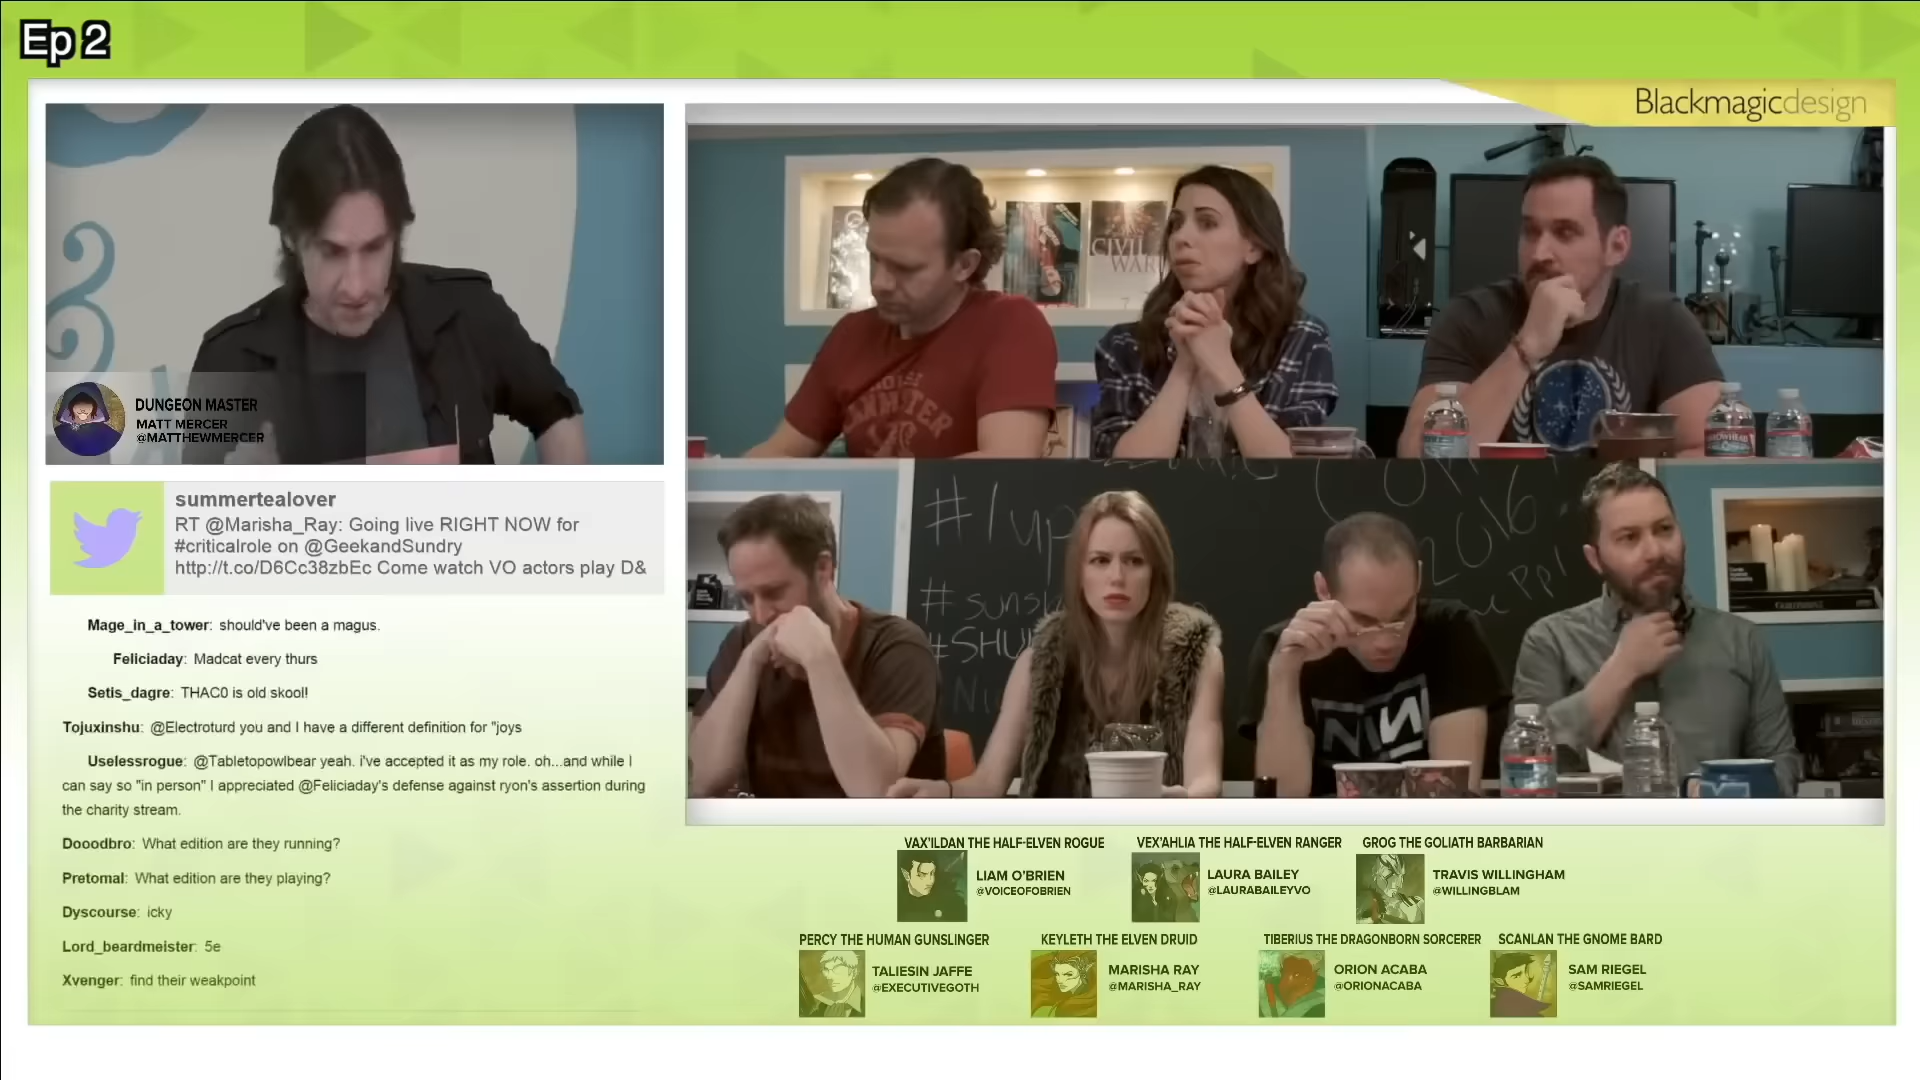 Ep 2
Blackmagicdesign
DUNGEON MASTER
MATT MERCER
@MATTHEWMERCER
summertealover
RT @Marisha_Ray: Going live RIGHT NOW for
#criticalrole on @GeekandSundry
http://t.co/D6Cc38zbEc Come watch VO actors play D&
Mage_in_a_tower: should've been a magus.
Feliciaday: Madcat every thurs
Setis_dagre: THAC0 is old skool!
Tojuxinshu: @Electroturd you and I have a different definition for "joys
Uselessrogue: @Tabletopowlbear yeah. i've accepted it as my role. oh...and while I
can say so "in person" I appreciated @Feliciaday's defense against ryon's assertion during
the charity stream.
Dooodbro: What edition are they running?
Pretomal: What edition are they playing?
Dyscourse: icky
Lord_beardmeister: 5e
Xvenger: find their weakpoint
CIVIL
WAR
#1up
2016
#sunsk
#SHU
NIN
VAX'ILDAN THE HALF-ELVEN ROGUE
LIAM O'BRIEN
@VOICEOFOBRIEN
VEX'AHLIA THE HALF-ELVEN RANGER
LAURA BAILEY
@LAURABAILEYVO
GROG THE GOLIATH BARBARIAN
TRAVIS WILLINGHAM
@WILLINGBLAM
PERCY THE HUMAN GUNSLINGER
TALIESIN JAFFE
@EXECUTIVEGOTH
KEYLETH THE ELVEN DRUID
MARISHA RAY
@MARISHA_RAY
TIBERIUS THE DRAGONBORN SORCERER
ORION ACABA
@ORIONACABA
SCANLAN THE GNOME BARD
SAM RIEGEL
@SAMRIEGEL